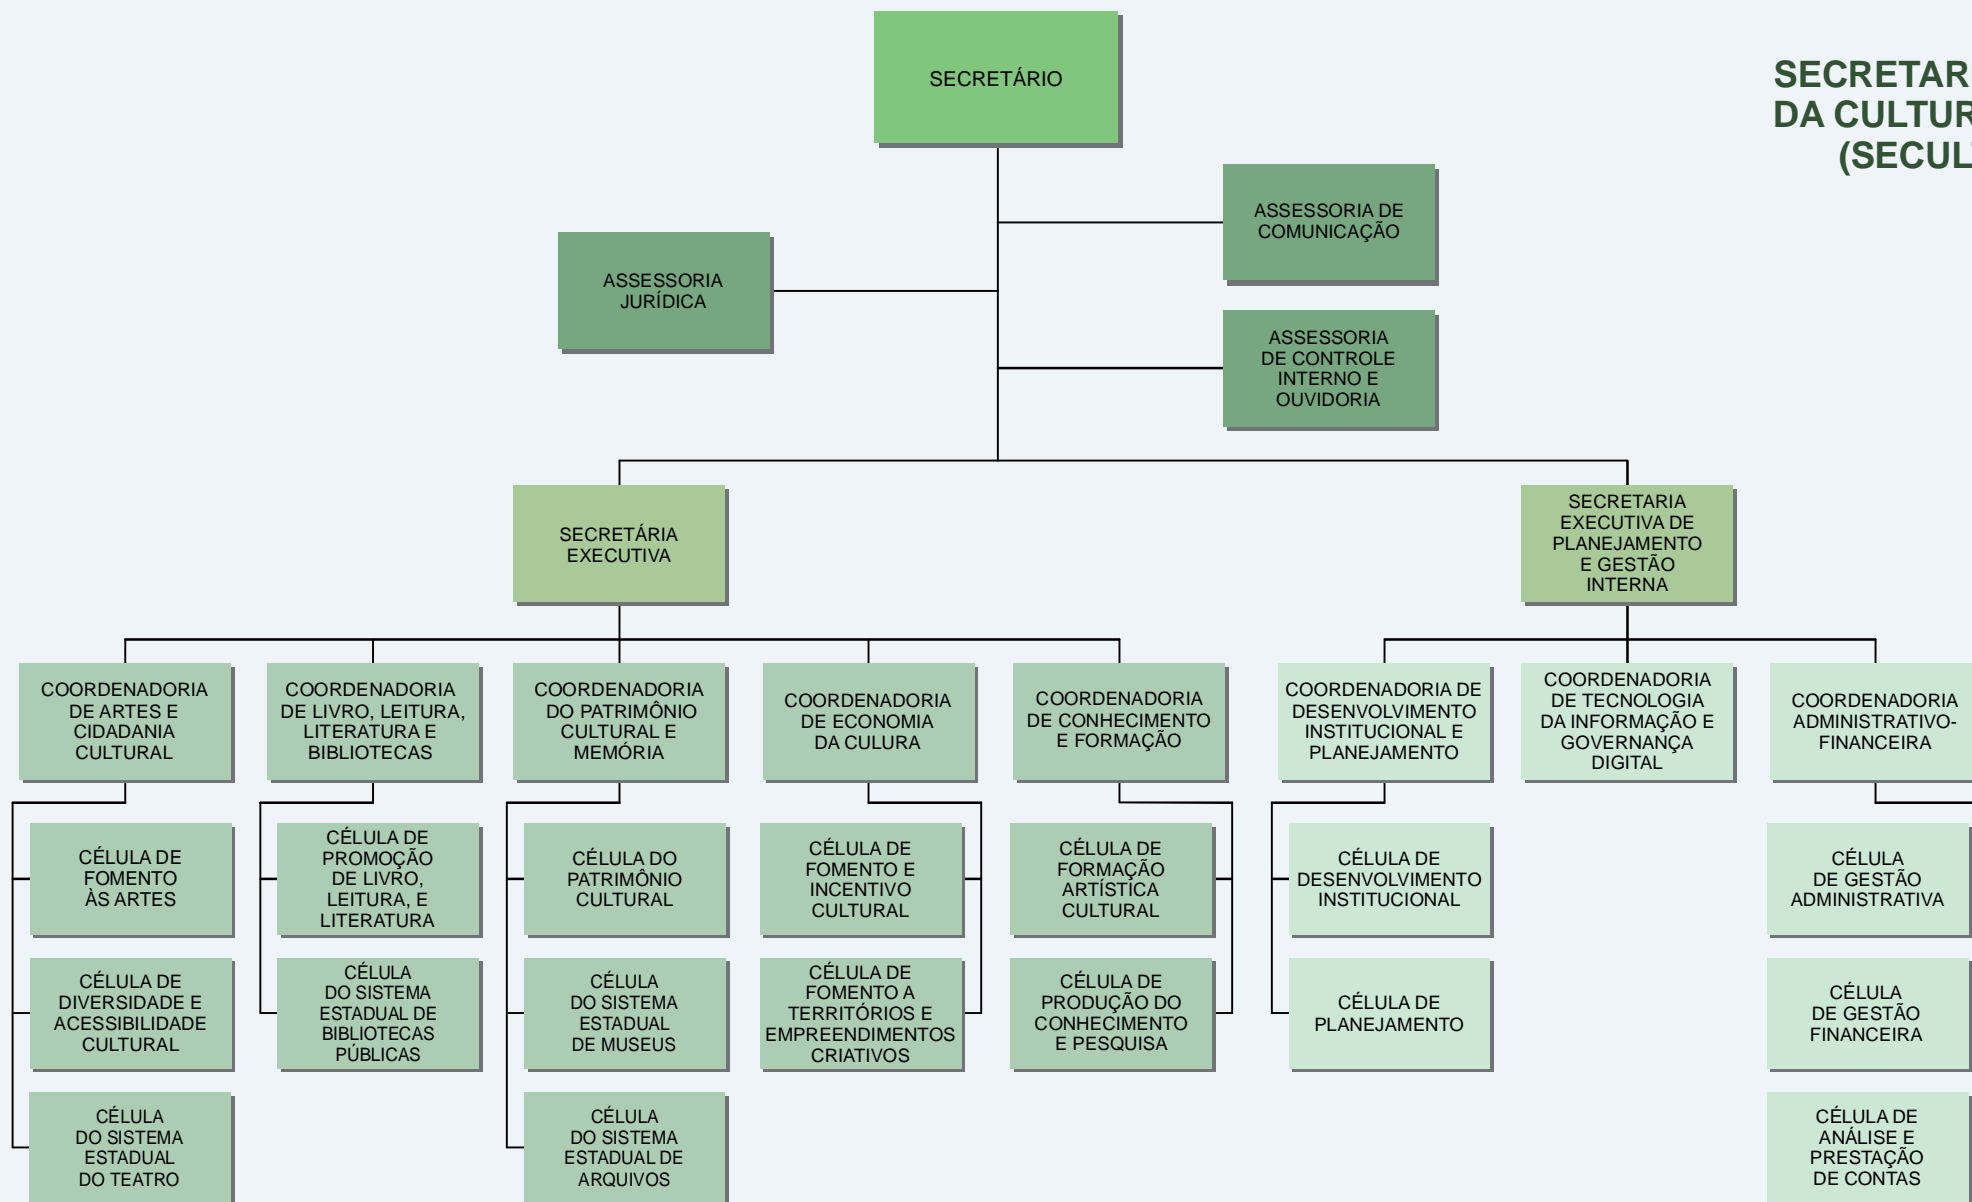 SECRETÁRIO
SECRETAR
DA CULTUR
(SECUL
ASSESSORIA DE
COMUNICAÇÃO
ASSESSORIA
JURÍDICA
ASSESSORIA
DE CONTROLE
INTERNO E
OUVIDORIA
SECRETÁRIA
EXECUTIVA
SECRETARIA
EXECUTIVA DE
PLANEJAMENTO
E GESTÃO
INTERNA
COORDENADORIA
DE ARTES E
CIDADANIA
CULTURAL
COORDENADORIA
DE LIVRO, LEITURA,
LITERATURA E
BIBLIOTECAS
COORDENADORIA
DO PATRIMÔNIO
CULTURAL E
MEMÓRIA
COORDENADORIA
DE ECONOMIA
DA CULURA
COORDENADORIA
DE CONHECIMENTO
E FORMAÇÃO
COORDENADORIA DE
DESENVOLVIMENTO
INSTITUCIONAL E
PLANEJAMENTO
COORDENADORIA
DE TECNOLOGIA
DA INFORMAÇÃO E
GOVERNANÇA
DIGITAL
COORDENADORIA
ADMINISTRATIVO-
FINANCEIRA
CÉLULA DE
FOMENTO
ÀS ARTES
CÉLULA DE
PROMOÇÃO
DE LIVRO,
LEITURA, E
LITERATURA
CÉLULA DO
PATRIMÔNIO
CULTURAL
CÉLULA DE
FOMENTO E
INCENTIVO
CULTURAL
CÉLULA DE
FORMAÇÃO
ARTÍSTICA
CULTURAL
CÉLULA DE
DESENVOLVIMENTO
INSTITUCIONAL
CÉLULA
DE GESTÃO
ADMINISTRATIVA
CÉLULA DE
DIVERSIDADE E
ACESSIBILIDADE
CULTURAL
CÉLULA
DO SISTEMA
ESTADUAL DE
BIBLIOTECAS
PÚBLICAS
CÉLULA
DO SISTEMA
ESTADUAL
DE MUSEUS
CÉLULA DE
FOMENTO A
TERRITÓRIOS E
EMPREENDIMENTOS
CRIATIVOS
CÉLULA DE
PRODUÇÃO DO
CONHECIMENTO
E PESQUISA
CÉLULA DE
PLANEJAMENTO
CÉLULA
DE GESTÃO
FINANCEIRA
CÉLULA
DO SISTEMA
ESTADUAL
DO TEATRO
CÉLULA
DO SISTEMA
ESTADUAL DE
ARQUIVOS
CÉLULA DE
ANÁLISE E
PRESTAÇÃO
DE CONTAS